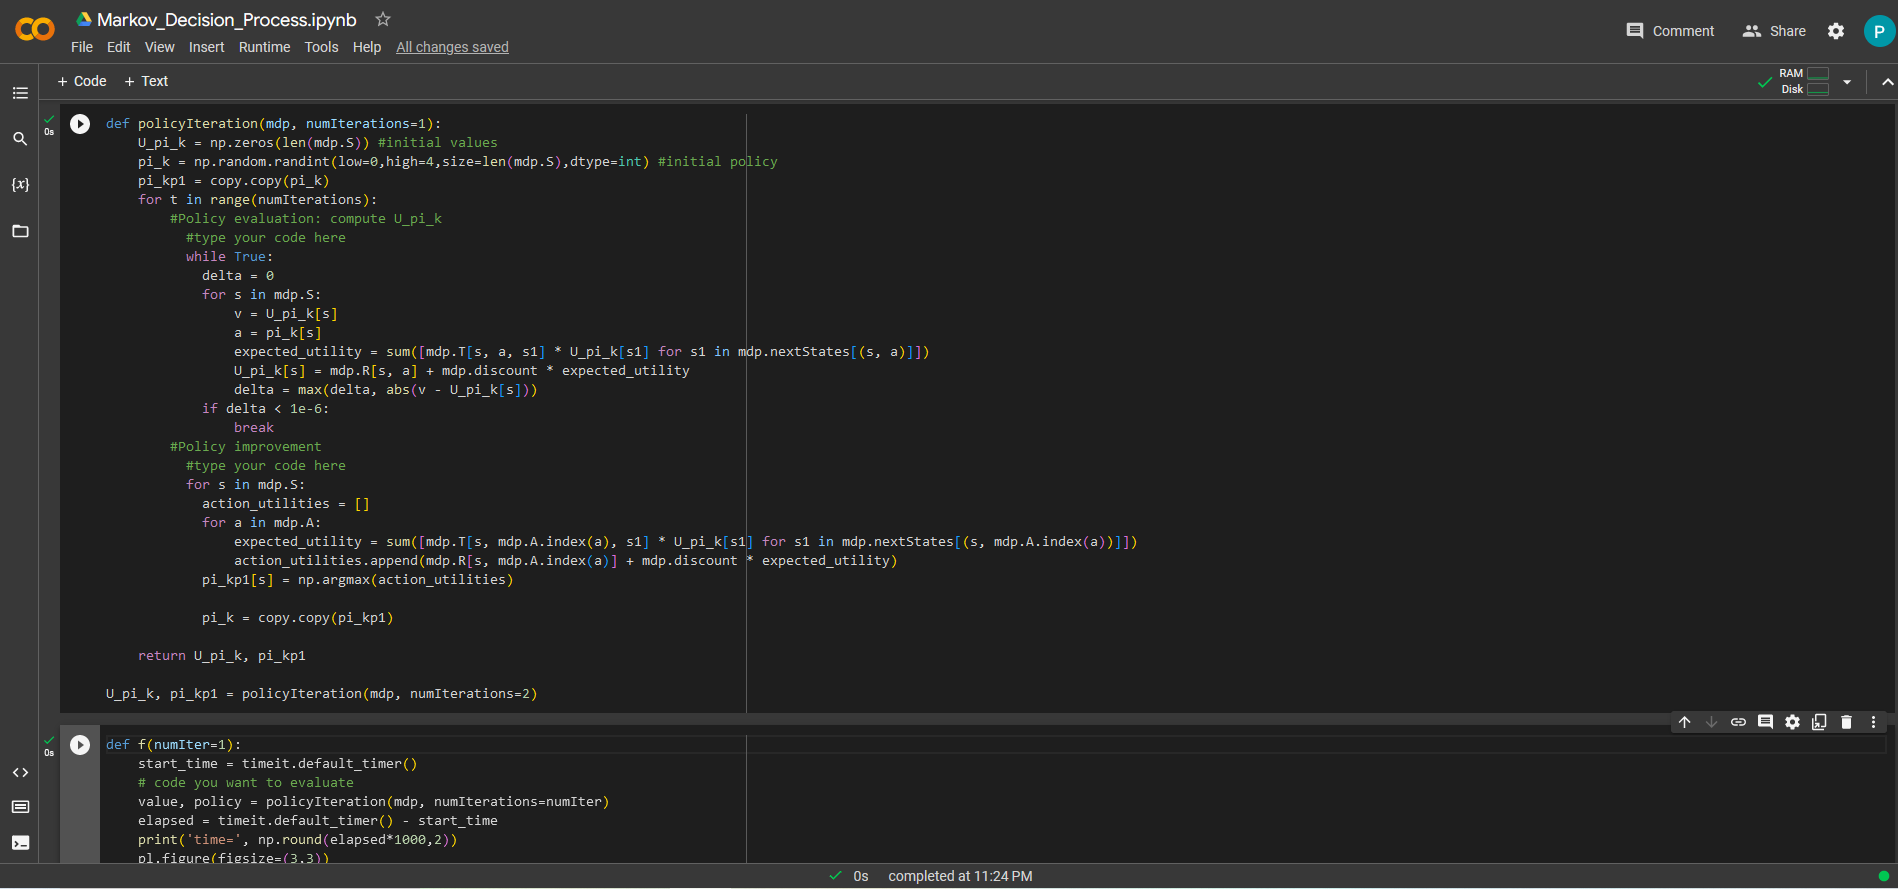 Markov_Decision_Process.ipynb
File Edit View Insert Runtime Tools Help All changes saved
Comment Share P
+ Code + Text
RAM
Disk
0s
def policyIteration(mdp, numIterations=1):
    U_pi_k = np.zeros(len(mdp.S)) #initial values
    pi_k = np.random.randint(low=0,high=4,size=len(mdp.S),dtype=int) #initial policy
    pi_kp1 = copy.copy(pi_k)
    for t in range(numIterations):
        #Policy evaluation: compute U_pi_k
          #type your code here
          while True:
            delta = 0
            for s in mdp.S:
                v = U_pi_k[s]
                a = pi_k[s]
                expected_utility = sum([mdp.T[s, a, s1] * U_pi_k[s1] for s1 in mdp.nextStates[(s, a)]])
                U_pi_k[s] = mdp.R[s, a] + mdp.discount * expected_utility
                delta = max(delta, abs(v - U_pi_k[s]))
            if delta < 1e-6:
                break
        #Policy improvement
          #type your code here
          for s in mdp.S:
            action_utilities = []
            for a in mdp.A:
                expected_utility = sum([mdp.T[s, mdp.A.index(a), s1] * U_pi_k[s1] for s1 in mdp.nextStates[(s, mdp.A.index(a))]])
                action_utilities.append(mdp.R[s, mdp.A.index(a)] + mdp.discount * expected_utility)
            pi_kp1[s] = np.argmax(action_utilities)
            pi_k = copy.copy(pi_kp1)
    return U_pi_k, pi_kp1
U_pi_k, pi_kp1 = policyIteration(mdp, numIterations=2)
0s
def f(numIter=1):
    start_time = timeit.default_timer()
    # code you want to evaluate
    value, policy = policyIteration(mdp, numIterations=numIter)
    elapsed = timeit.default_timer() - start_time
    print('time=', np.round(elapsed*1000,2))
    pl.figure(figsize=(3,3))
0s completed at 11:24 PM